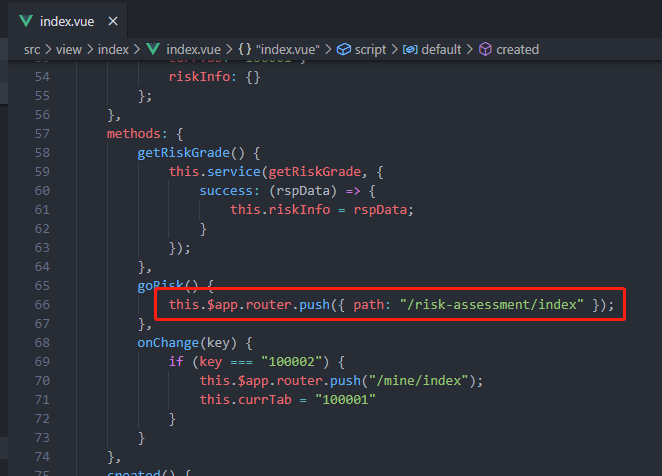 index.vue ×
src > view > index > index.vue > {} "index.vue" > script > default > created
54 riskInfo: {}
55 };
56 },
57 methods: {
58 getRiskGrade() {
59 this.service(getRiskGrade, {
60 success: (rspData) => {
61 this.riskInfo = rspData;
62 }
63 });
64 },
65 goRisk() {
66 this.$app.router.push({ path: "/risk-assessment/index" });
67 },
68 onChange(key) {
69 if (key === "100002") {
70 this.$app.router.push("/mine/index");
71 this.currTab = "100001"
72 }
73 }
74 },
75 created() {